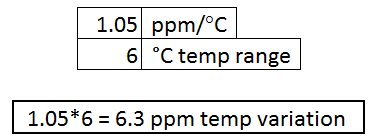 1.05 ppm/°C
6 °C temp range
1.05*6 = 6.3 ppm temp variation